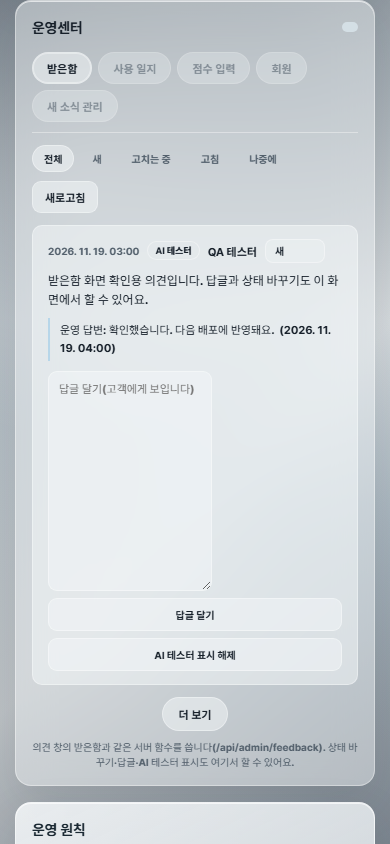 운영센터
받은함 사용 일지 점수 입력 회원
새 소식 관리
전체 새 고치는 중 고침 나중에
새로고침
2026. 11. 19. 03:00 AI 테스터 QA 테스터 새
받은함 화면 확인용 의견입니다. 답글과 상태 바꾸기도 이 화
면에서 할 수 있어요.
운영 답변: 확인했습니다. 다음 배포에 반영돼요. (2026. 11.
19. 04:00)
답글 달기(고객에게 보입니다)
답글 달기
AI 테스터 표시 해제
더 보기
의견 창의 받은함과 같은 서버 함수를 씁니다(/api/admin/feedback). 상태 바
꾸기·답글·AI 테스터 표시도 여기서 할 수 있어요.
운영 원칙